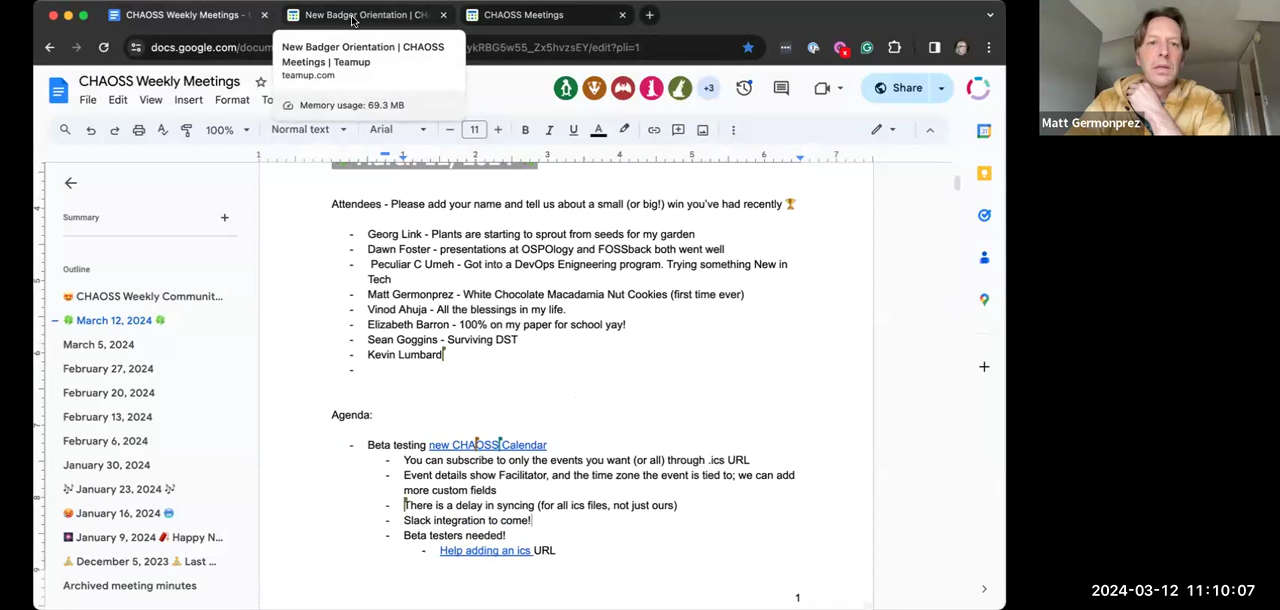 CHAOSS Weekly Meetings -
New Badger Orientation | CH
CHAOSS Meetings
docs.google.com/docum
ykRBG5w55_Zx5hvzsEY/edit?pli=1
New Badger Orientation | CHAOSS
Meetings | Teamup
teamup.com
Memory usage: 69.3 MB
CHAOSS Weekly Meetings
File Edit View Insert Format To
+3
Share
100%
Normal text
Arial
11
1 2 3 4 5 6 7
March 12, 2024
Summary
Outline
😍 CHAOSS Weekly Communit...
🍀 March 12, 2024 🍀
March 5, 2024
February 27, 2024
February 20, 2024
February 13, 2024
February 6, 2024
January 30, 2024
🎶 January 23, 2024 🎶
🥵 January 16, 2024 🥶
🎆 January 9, 2024 🧨 Happy N...
December 5, 2023 Last ...
Archived meeting minutes
Attendees - Please add your name and tell us about a small (or big!) win you've had recently 🏆
- Georg Link - Plants are starting to sprout from seeds for my garden
- Dawn Foster - presentations at OSPOlogy and FOSSback both went well
- Peculiar C Umeh - Got into a DevOps Enigneering program. Trying something New in
Tech
- Matt Germonprez - White Chocolate Macadamia Nut Cookies (first time ever)
- Vinod Ahuja - All the blessings in my life.
- Elizabeth Barron - 100% on my paper for school yay!
- Sean Goggins - Surviving DST
- Kevin Lumbard
-
Agenda:
- Beta testing new CHAOSS Calendar
- You can subscribe to only the events you want (or all) through .ics URL
- Event details show Facilitator, and the time zone the event is tied to; we can add
more custom fields
- There is a delay in syncing (for all ics files, not just ours)
- Slack integration to come!
- Beta testers needed!
- Help adding an ics URL
1
Matt Germonprez
2024-03-12 11:10:07